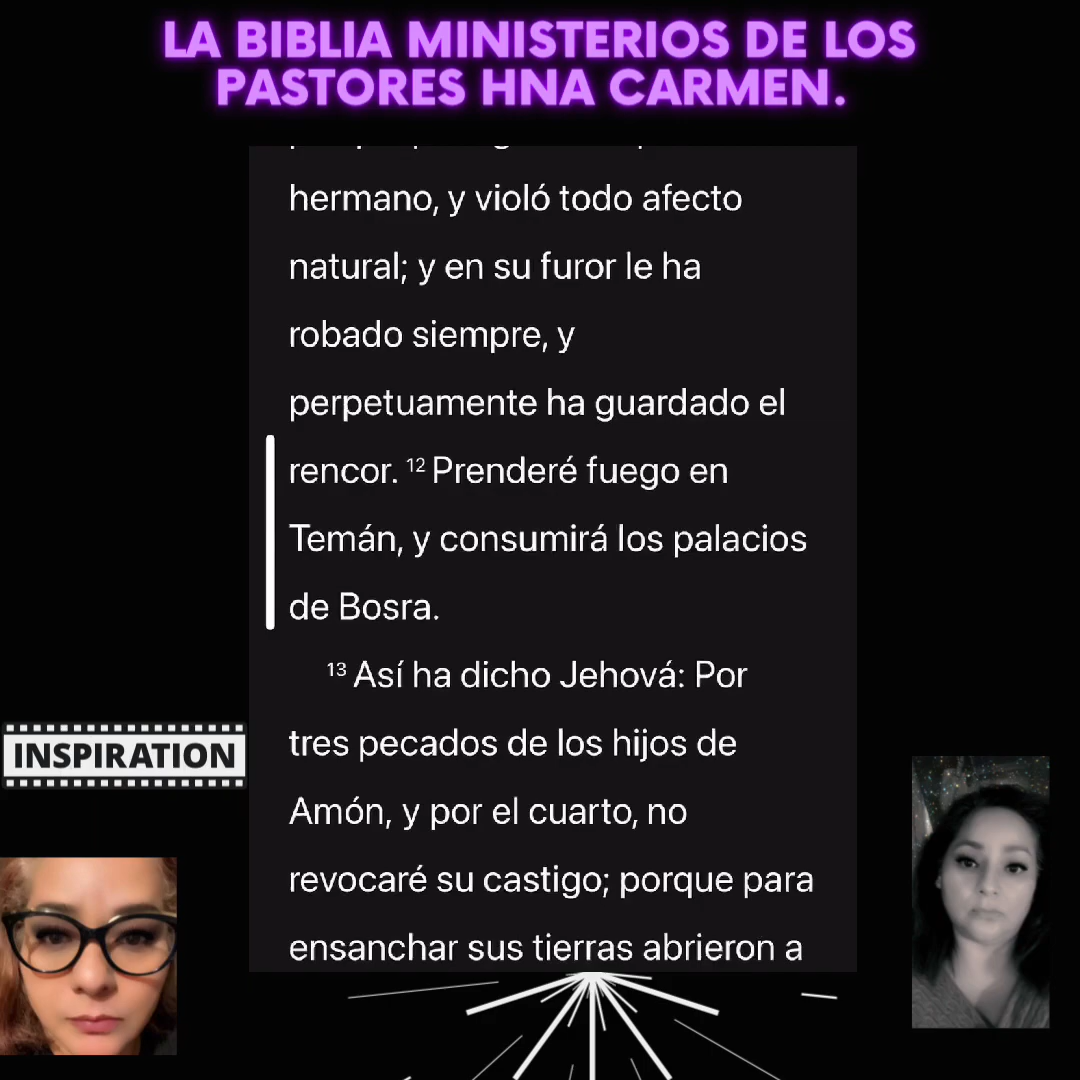 LA BIBLIA MINISTERIOS DE LOS
PASTORES HNA CARMEN.
hermano, y violó todo afecto
natural; y en su furor le ha
robado siempre, y
perpetuamente ha guardado el
rencor. 12 Prenderé fuego en
Temán, y consumirá los palacios
de Bosra.
13 Así ha dicho Jehová: Por
tres pecados de los hijos de
Amón, y por el cuarto, no
revocaré su castigo; porque para
ensanchar sus tierras abrieron a
INSPIRATION